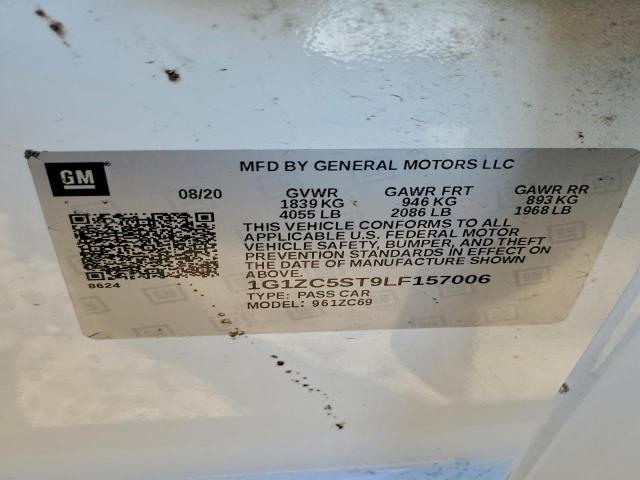 GM
MFD BY GENERAL MOTORS LLC
08/20 GVWR GAWR FRT GAWR RR
1839 KG 946 KG 893 KG
4055 LB 2086 LB 1968 LB
THIS VEHICLE CONFORMS TO ALL
APPLICABLE U.S. FEDERAL MOTOR
VEHICLE SAFETY, BUMPER, AND THEFT
PREVENTION STANDARDS IN EFFECT ON
THE DATE OF MANUFACTURE SHOWN
ABOVE.
8624 1G1ZC5ST9LF157006
TYPE: PASS CAR
MODEL: 961ZC69